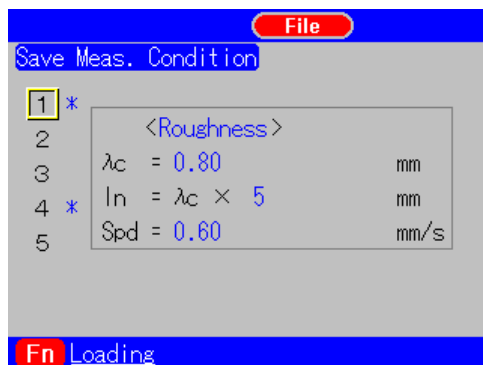 File
Save Meas. Condition
1 *
2
3
4 *
5
<Roughness>
λc = 0.80 mm
ln = λc × 5 mm
Spd = 0.60 mm/s
Fn Loading